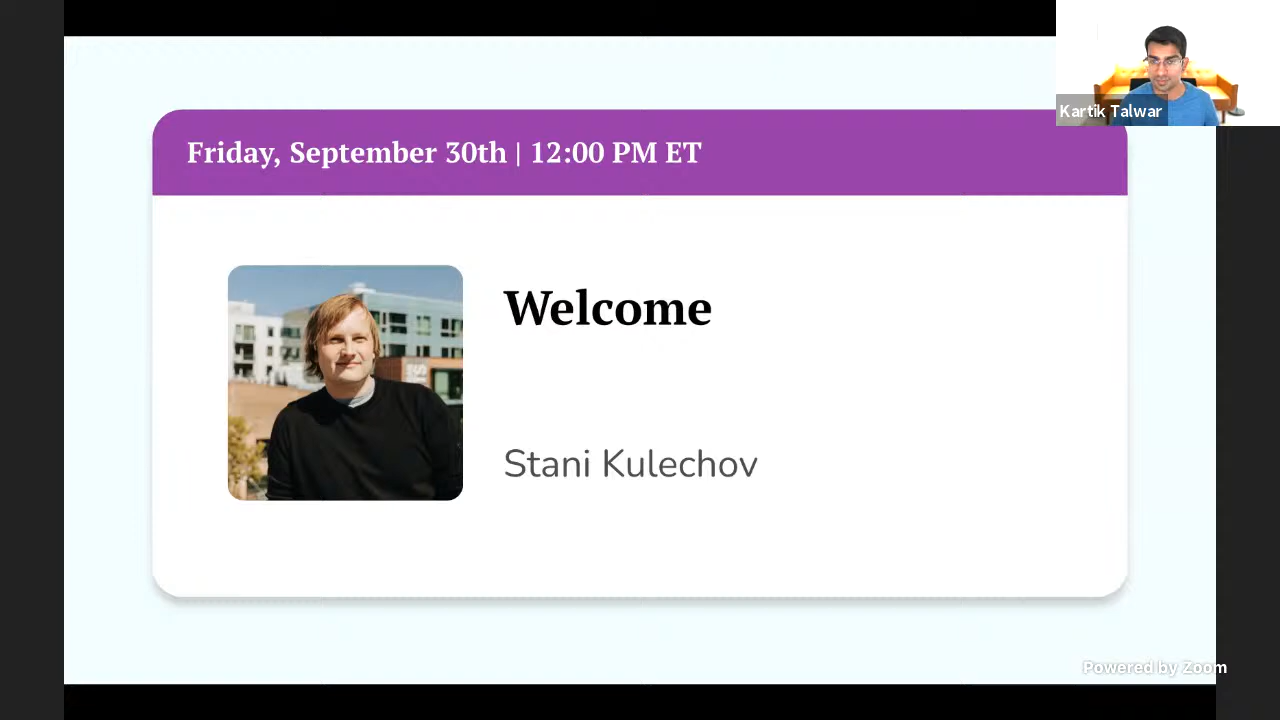 Friday, September 30th | 12:00 PM ET
Kartik Talwar
Welcome
Stani Kulechov
Powered by Zoom